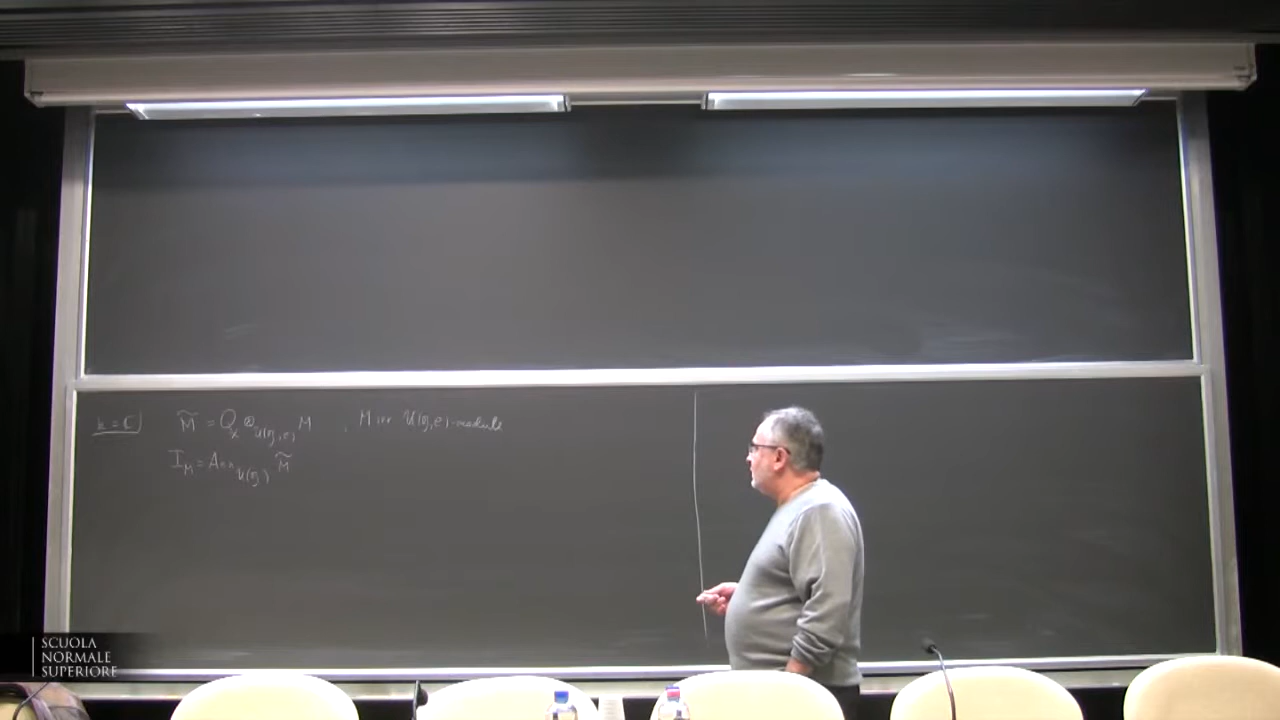 k = ℂ
M̃ = Q_χ ⊗_{U(g,e)} M , M irr U(g,e)-module
I_M = Ann_{U(g)} M̃
SCUOLA
NORMALE
SUPERIORE